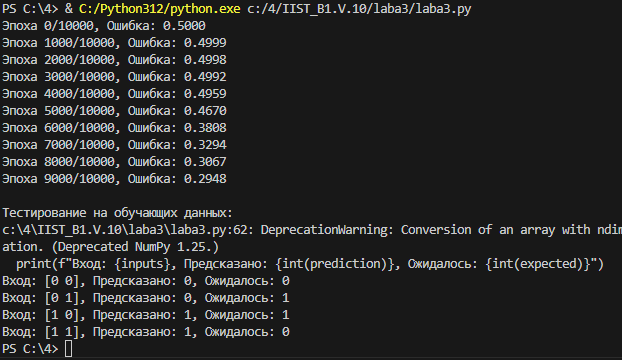 PS C:\4> & C:/Python312/python.exe c:/4/IIST_B1.V.10/laba3/laba3.py
Эпоха 0/10000, Ошибка: 0.5000
Эпоха 1000/10000, Ошибка: 0.4999
Эпоха 2000/10000, Ошибка: 0.4998
Эпоха 3000/10000, Ошибка: 0.4992
Эпоха 4000/10000, Ошибка: 0.4959
Эпоха 5000/10000, Ошибка: 0.4670
Эпоха 6000/10000, Ошибка: 0.3808
Эпоха 7000/10000, Ошибка: 0.3294
Эпоха 8000/10000, Ошибка: 0.3067
Эпоха 9000/10000, Ошибка: 0.2948
Тестирование на обучающих данных:
c:\4\IIST_B1.V.10\laba3\laba3.py:62: DeprecationWarning: Conversion of an array with ndim
ation. (Deprecated NumPy 1.25.)
print(f"Вход: {inputs}, Предсказано: {int(prediction)}, Ожидалось: {int(expected)}")
Вход: [0 0], Предсказано: 0, Ожидалось: 0
Вход: [0 1], Предсказано: 0, Ожидалось: 1
Вход: [1 0], Предсказано: 1, Ожидалось: 1
Вход: [1 1], Предсказано: 1, Ожидалось: 0
PS C:\4>